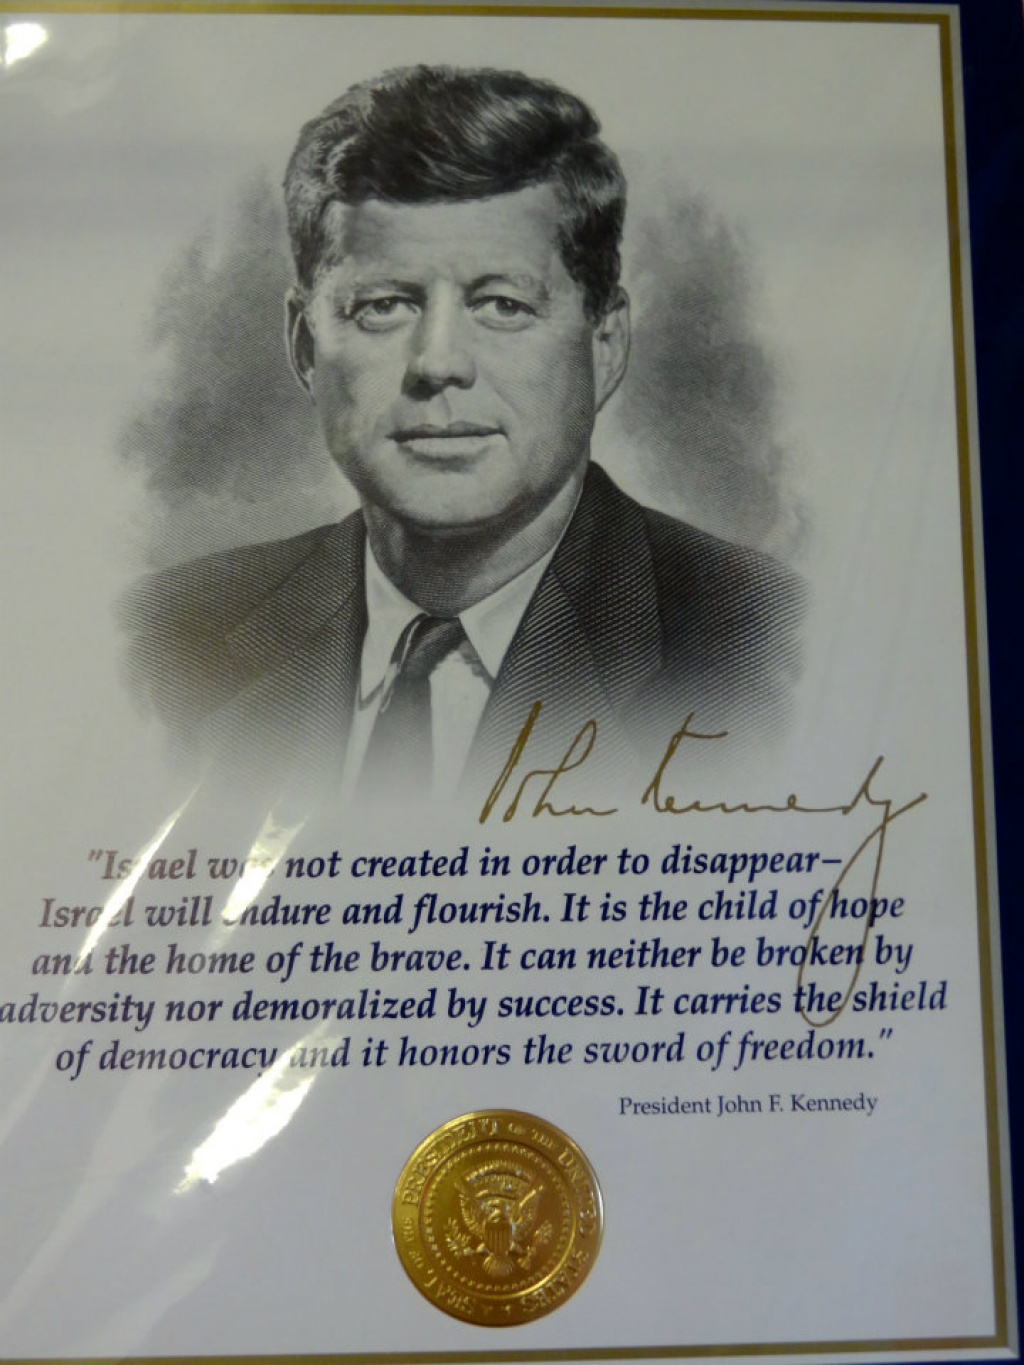 John Kennedy
"Israel was not created in order to disappear–
Israel will endure and flourish. It is the child of hope
and the home of the brave. It can neither be broken by
adversity nor demoralized by success. It carries the shield
of democracy and it honors the sword of freedom."
President John F. Kennedy
SEAL OF THE PRESIDENT OF THE UNITED STATES